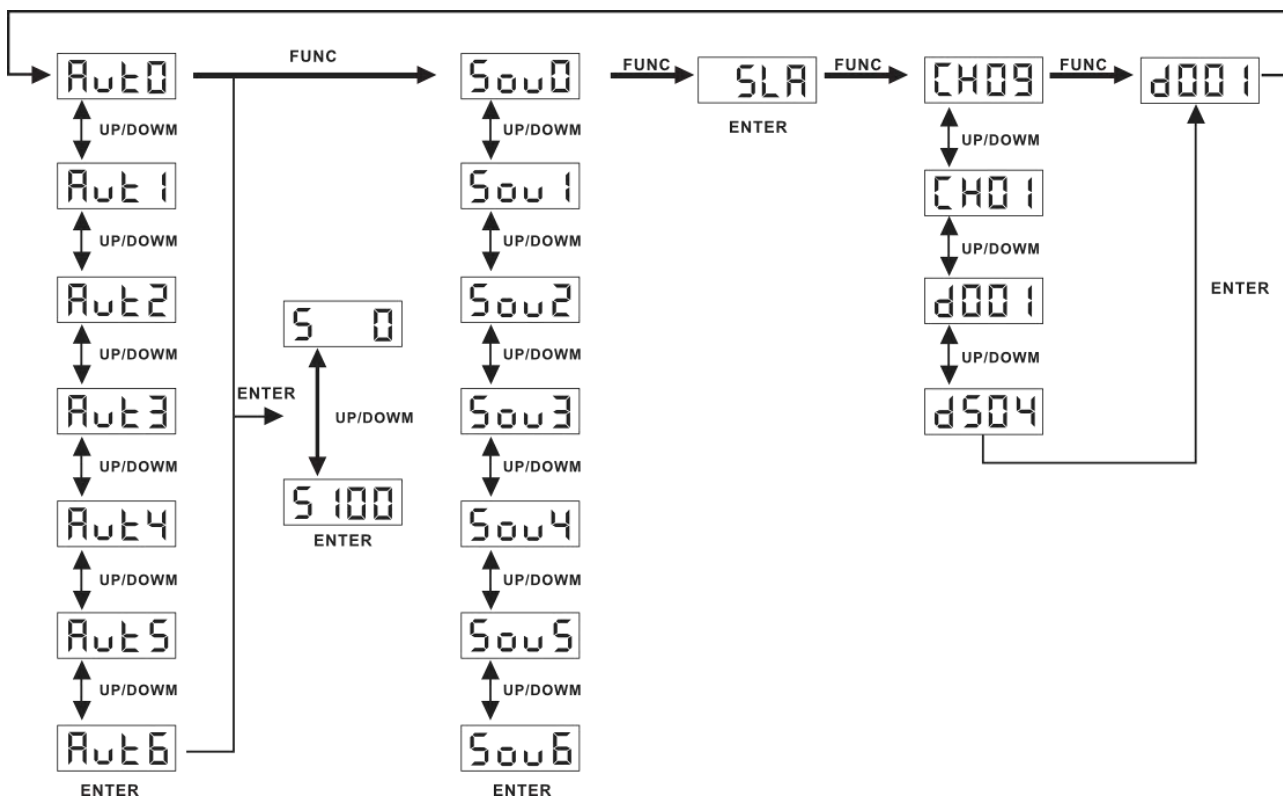 FUNC
Aut0
Sou0
FUNC
SLA
FUNC
CH09
FUNC
d001
UP/DOWM
UP/DOWM
ENTER
UP/DOWM
Aut1
Sou1
CH01
UP/DOWM
UP/DOWM
UP/DOWM
Aut2
Sou2
d001
ENTER
S 0
UP/DOWM
UP/DOWM
UP/DOWM
ENTER
Aut3
Sou3
UP/DOWM
dS04
UP/DOWM
UP/DOWM
S 100
Aut4
Sou4
ENTER
UP/DOWM
UP/DOWM
Aut5
Sou5
UP/DOWM
UP/DOWM
Aut6
Sou6
ENTER
ENTER